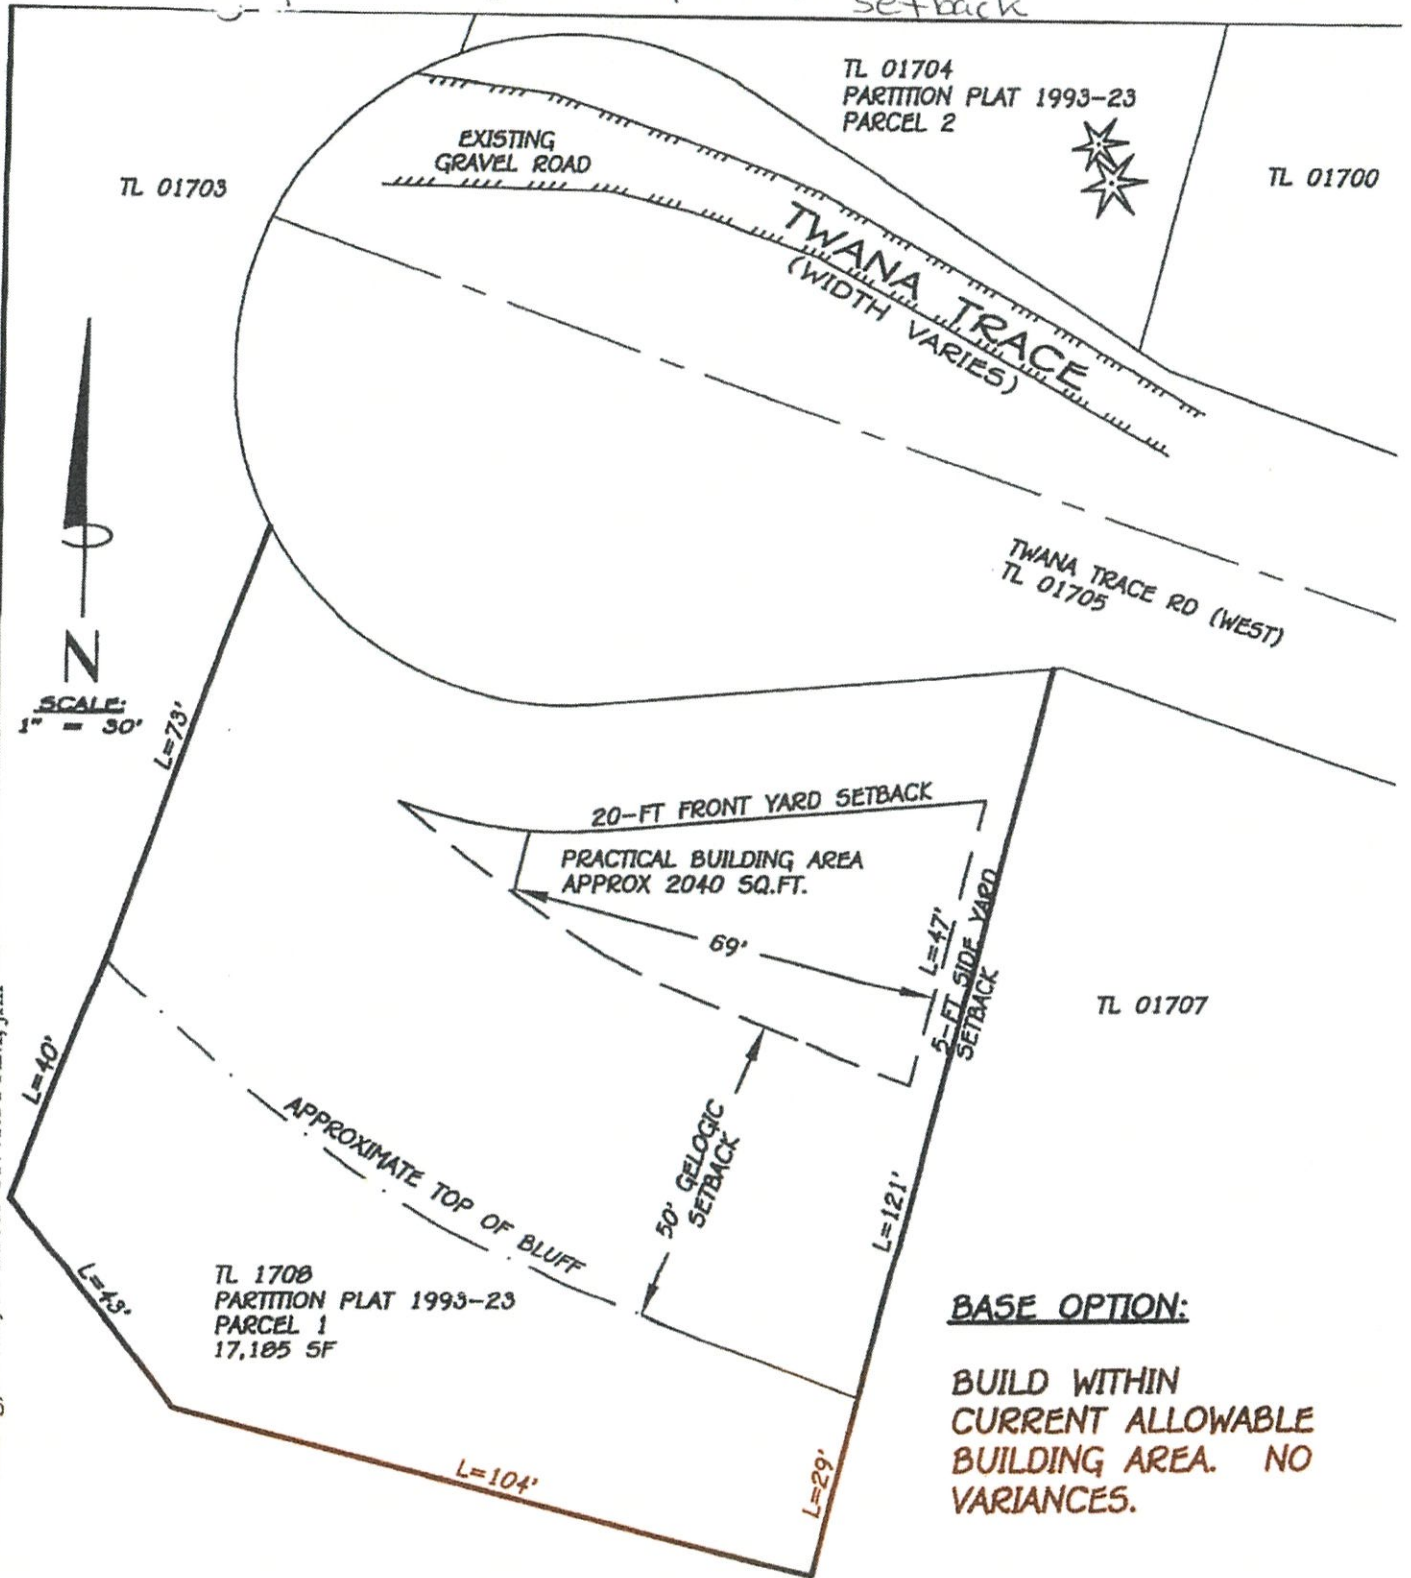 setback
TL 01704
PARTITION PLAT 1993-23
PARCEL 2
EXISTING
GRAVEL ROAD
TL 01703
TL 01700
TWANA TRACE
(WIDTH VARIES)
TWANA TRACE RD (WEST)
TL 01705
N
SCALE:
1" = 30'
L=73'
20-FT FRONT YARD SETBACK
PRACTICAL BUILDING AREA
APPROX 2040 SQ.FT.
69'
L=47'
5-FT SIDE YARD
SETBACK
TL 01707
L=40'
APPROXIMATE TOP OF BLUFF
50' GELOGIC
SETBACK
L=121'
L=43'
TL 1708
PARTITION PLAT 1993-23
PARCEL 1
17,185 SF
BASE OPTION:
BUILD WITHIN
CURRENT ALLOWABLE
BUILDING AREA. NO
VARIANCES.
L=104'
L=29'